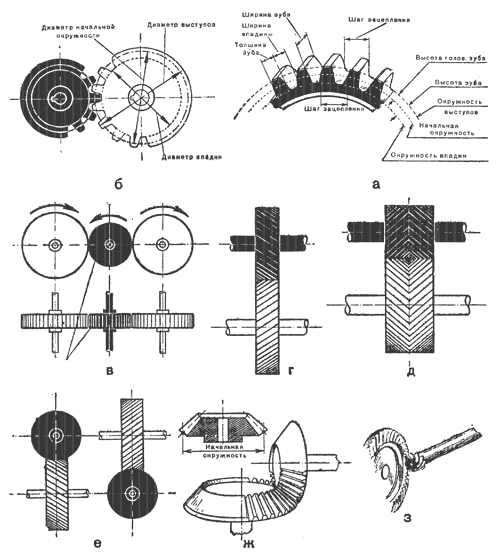 Диаметр начальной
окружности
Диаметр выступов
Диаметр впадин
б
Ширина зуба
Ширина
впадины
Толщина
зуба
Шаг зацепления
Шаг зацепления
Высота голов. зуба
Высота зуба
Окружность
выступов
Начальная
окружность
Окружность впадин
а
в
г
д
е
Начальная
окружность
ж
з